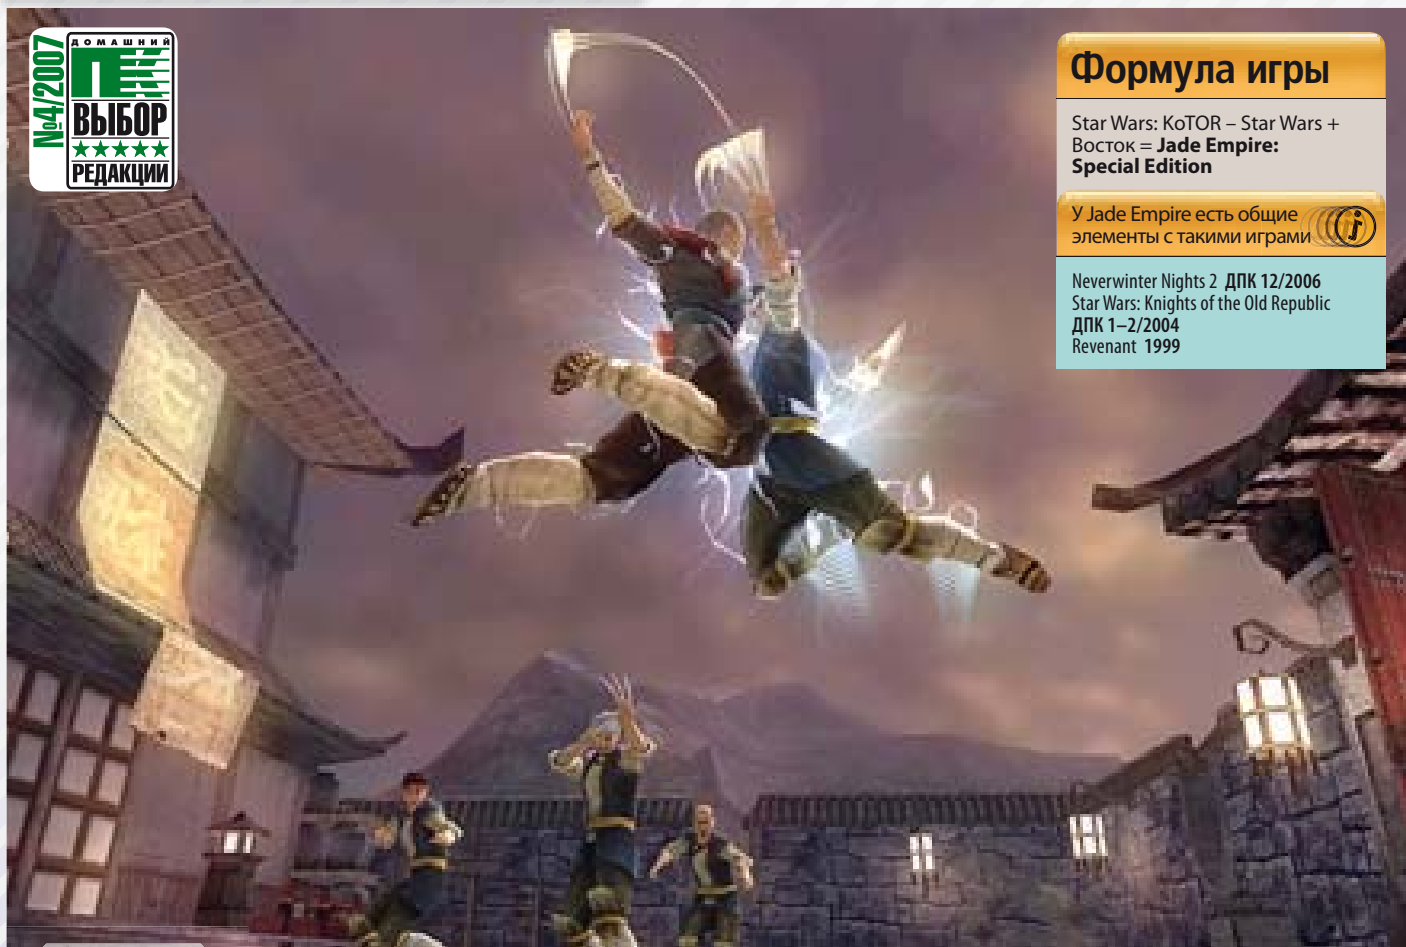 №4/2007
ДОМАШНИЙ
ПК
ВЫБОР
РЕДАКЦИИ
Формула игры
Star Wars: KoTOR – Star Wars +
Восток = Jade Empire:
Special Edition
У Jade Empire есть общие
элементы с такими играми
Neverwinter Nights 2 ДПК 12/2006
Star Wars: Knights of the Old Republic
ДПК 1–2/2004
Revenant 1999